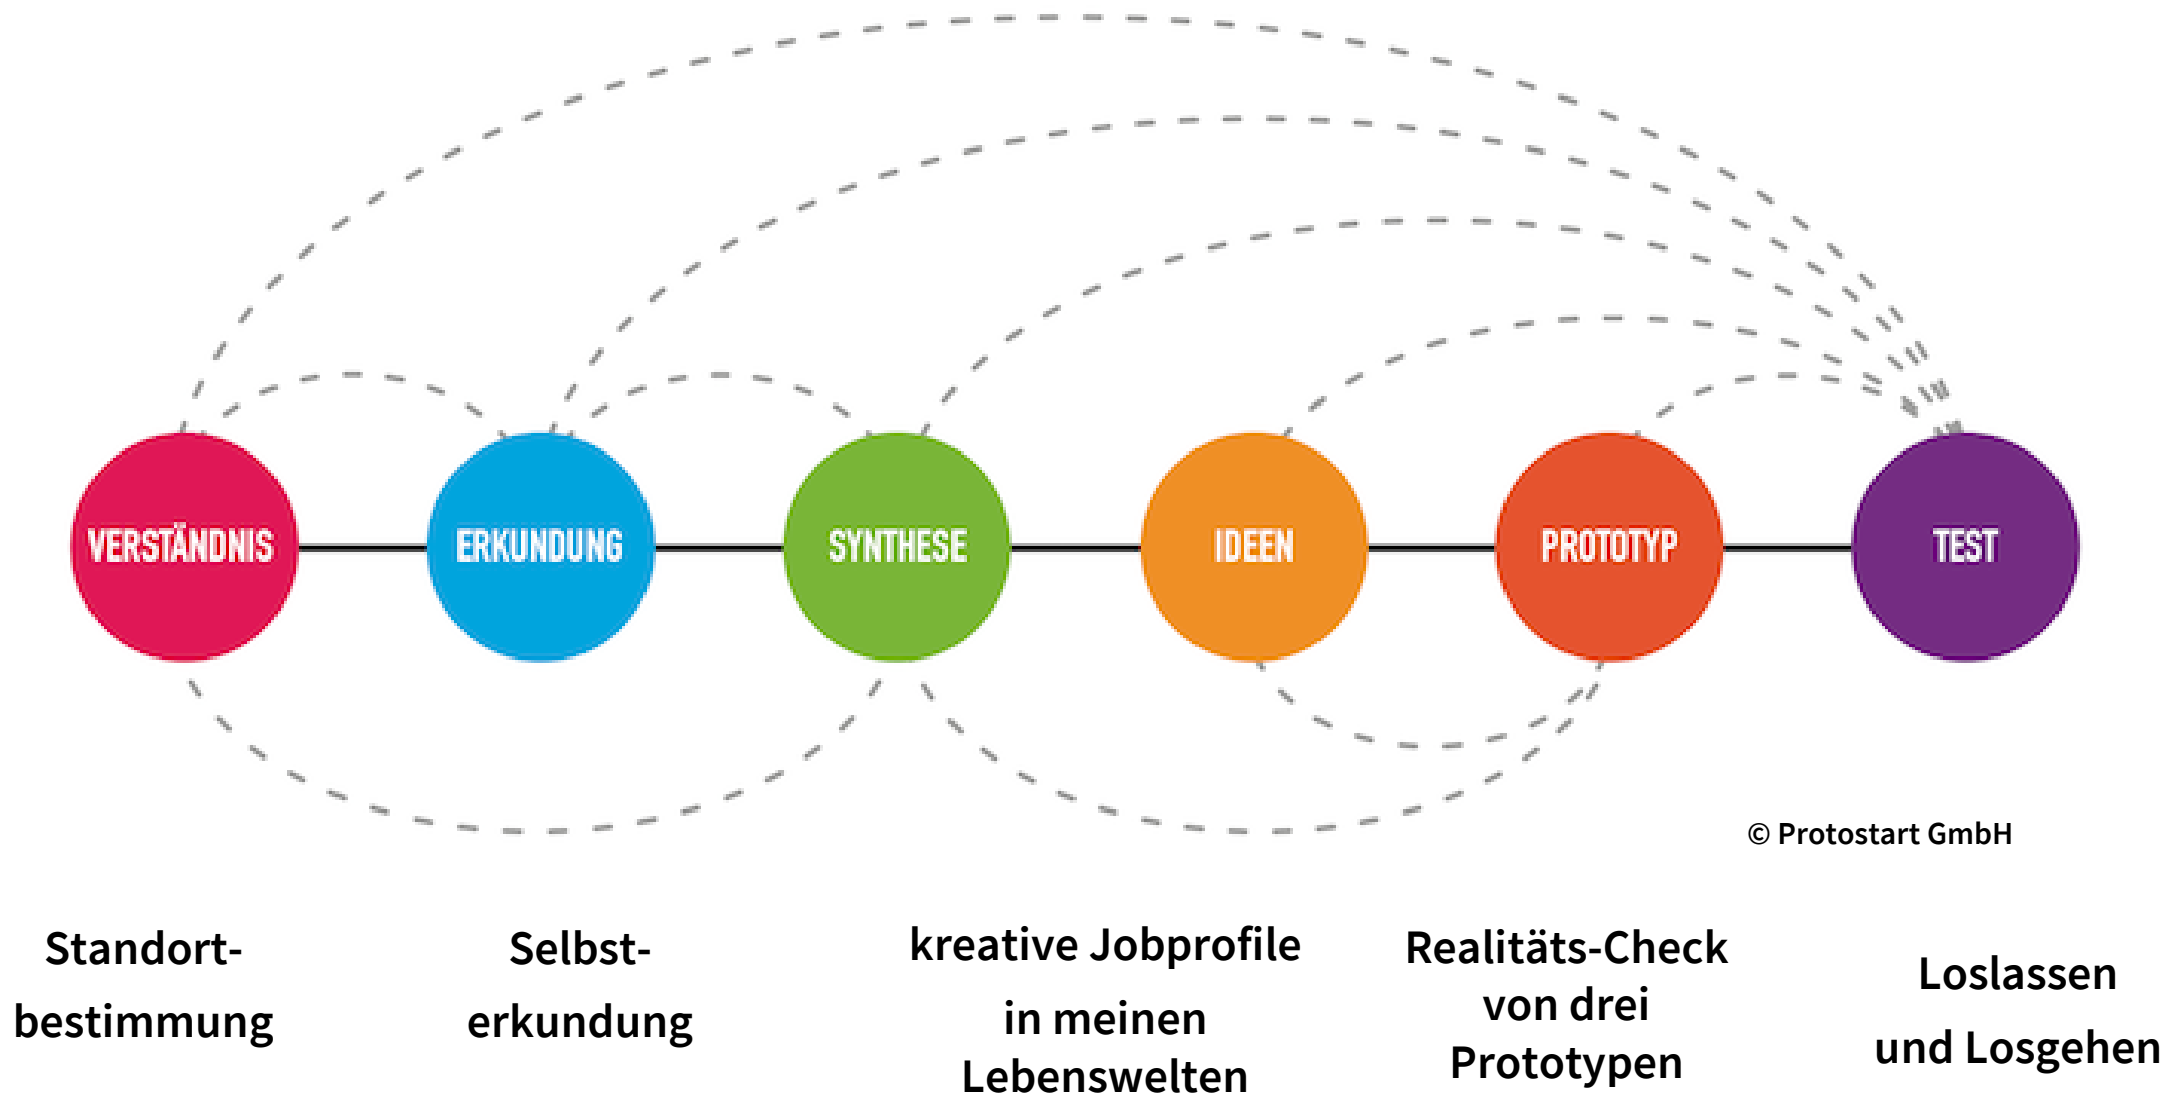 VERSTÄNDNIS
ERKUNDUNG
SYNTHESE
IDEEN
PROTOTYP
TEST
© Protostart GmbH
Standort-
bestimmung
Selbst-
erkundung
kreative Jobprofile
in meinen
Lebenswelten
Realitäts-Check
von drei
Prototypen
Loslassen
und Losgehen